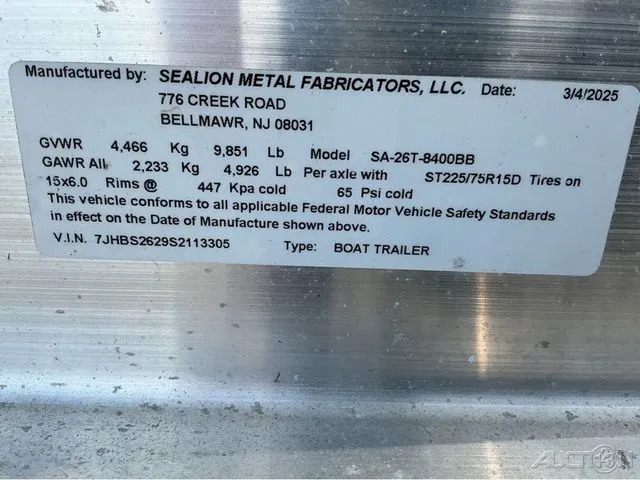 Manufactured by: SEALION METAL FABRICATORS, LLC. Date: 3/4/2025
776 CREEK ROAD
BELLMAWR, NJ 08031
GVWR 4,466 Kg 9,851 Lb Model SA-26T-8400BB
GAWR All 2,233 Kg 4,926 Lb Per axle with ST225/75R15D Tires on
15x6.0 Rims @ 447 Kpa cold 65 Psi cold
This vehicle conforms to all applicable Federal Motor Vehicle Safety Standards
in effect on the Date of Manufacture shown above.
V.I.N. 7JHBS2629S2113305 Type: BOAT TRAILER
AUCTION